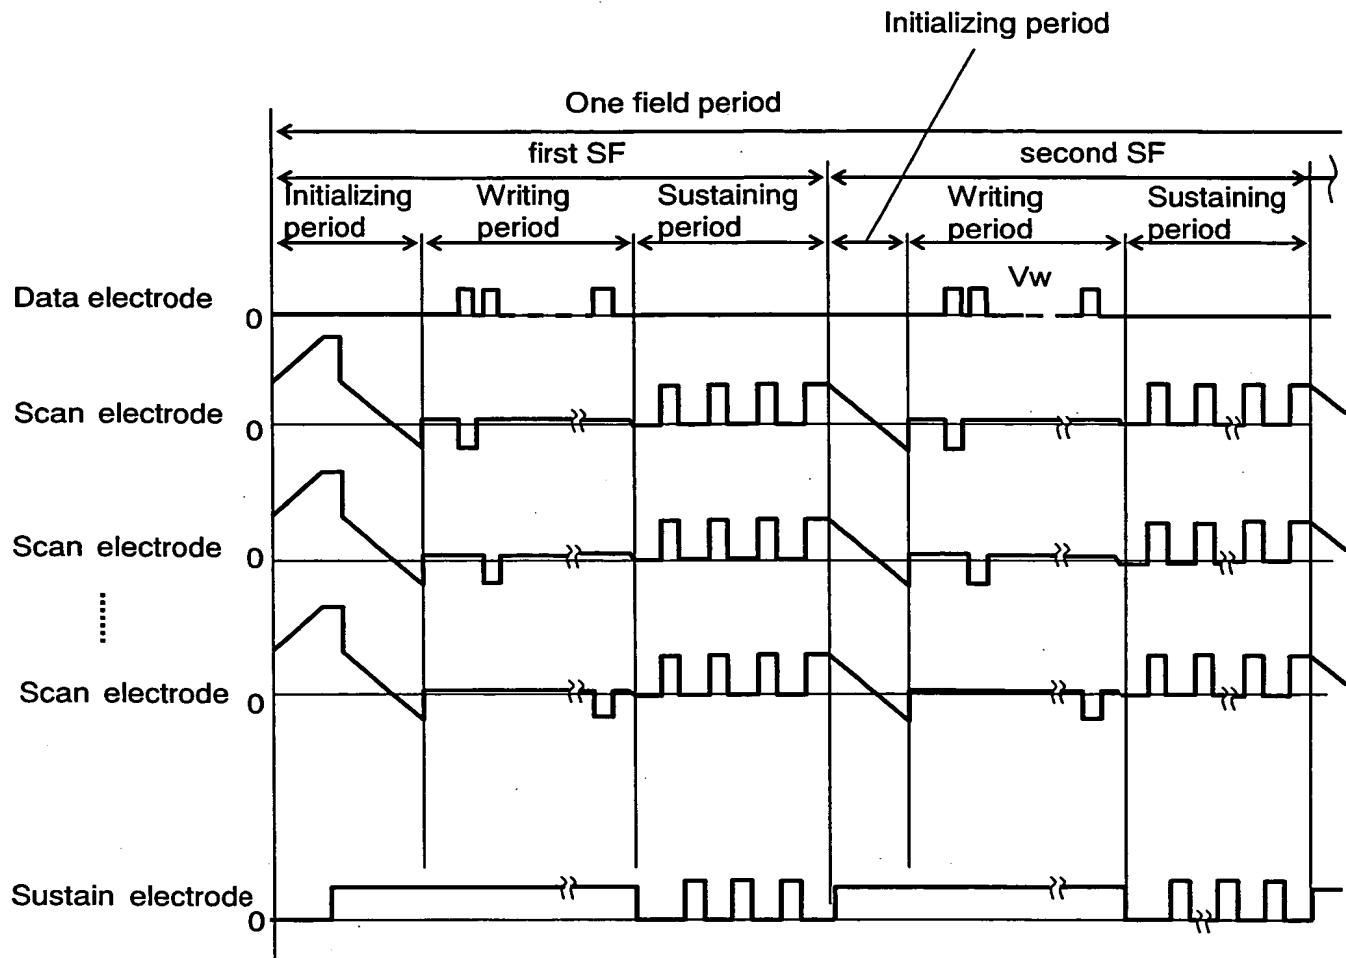 Initializing period
One field period
first SF
second SF
Initializing
period
Writing
period
Sustaining
period
Writing
period
Sustaining
period
Vw
Data electrode
0
Scan electrode
0
Scan electrode
0
Scan electrode
0
Sustain electrode
0